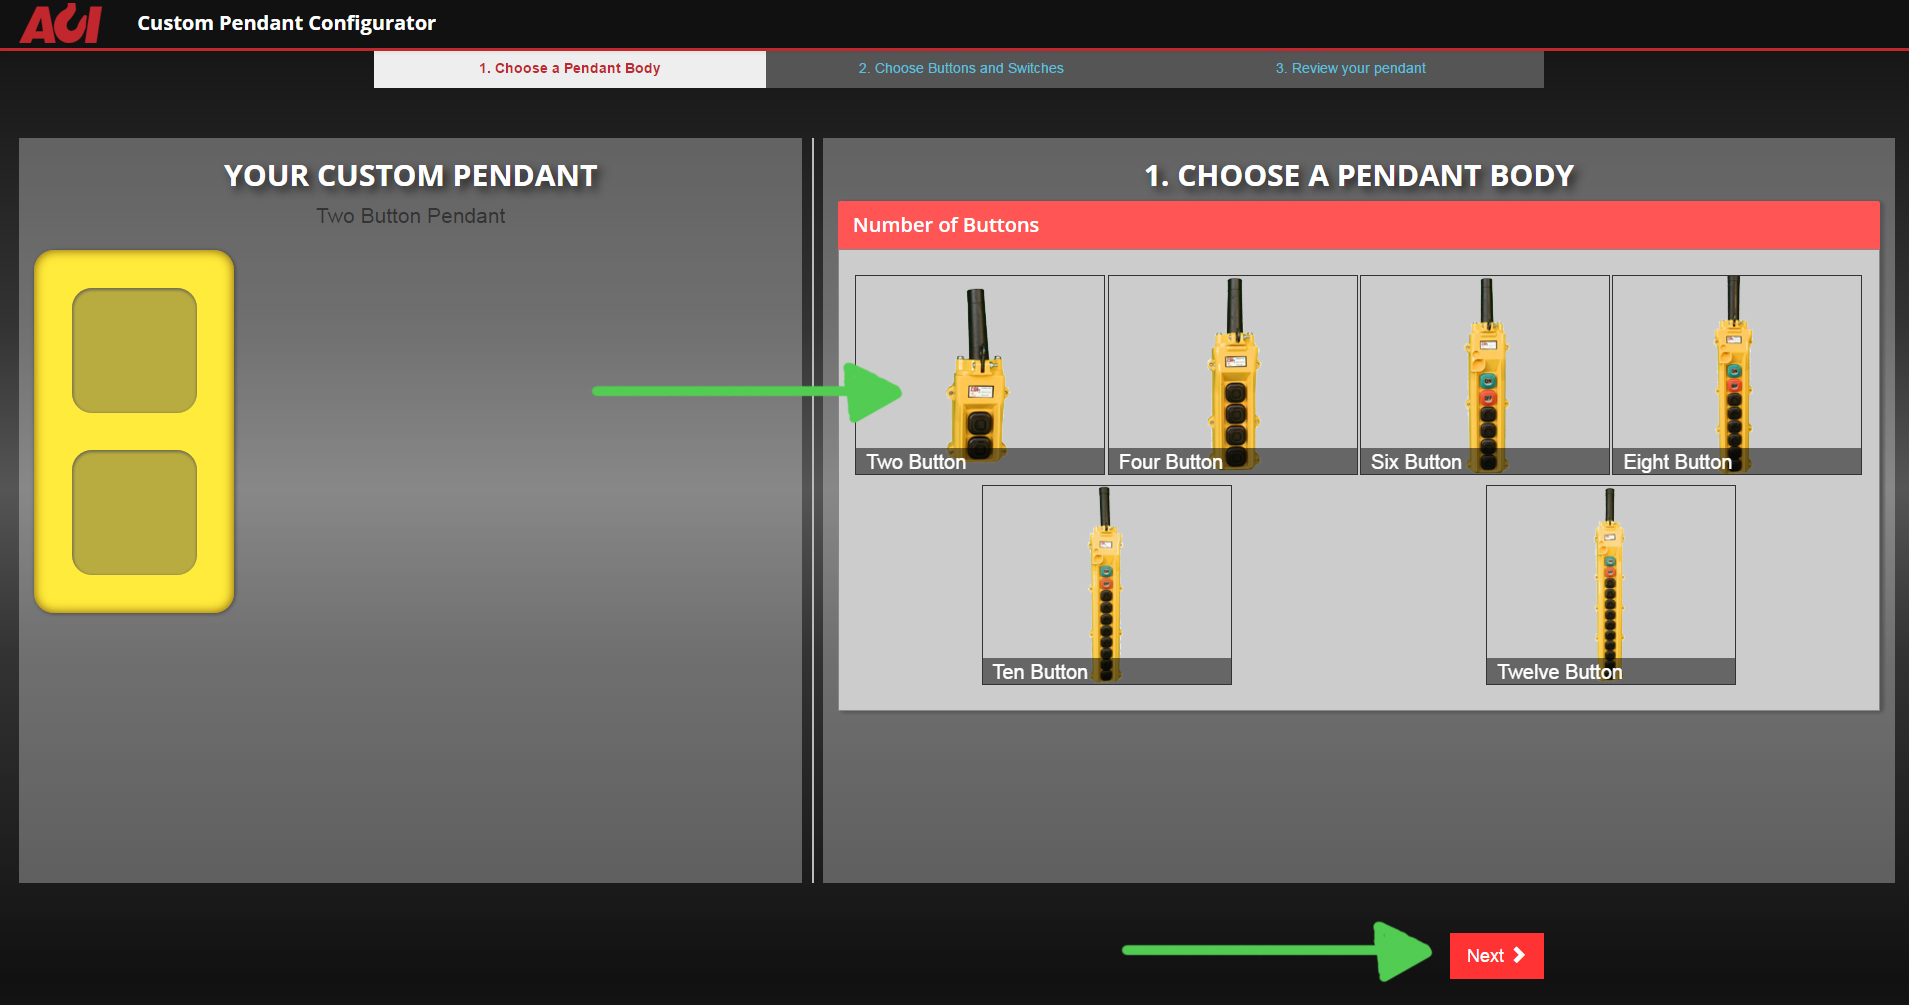 ACI
Custom Pendant Configurator
1. Choose a Pendant Body
2. Choose Buttons and Switches
3. Review your pendant
YOUR CUSTOM PENDANT
Two Button Pendant
1. CHOOSE A PENDANT BODY
Number of Buttons
Two Button
Four Button
Six Button
Eight Button
Ten Button
Twelve Button
Next